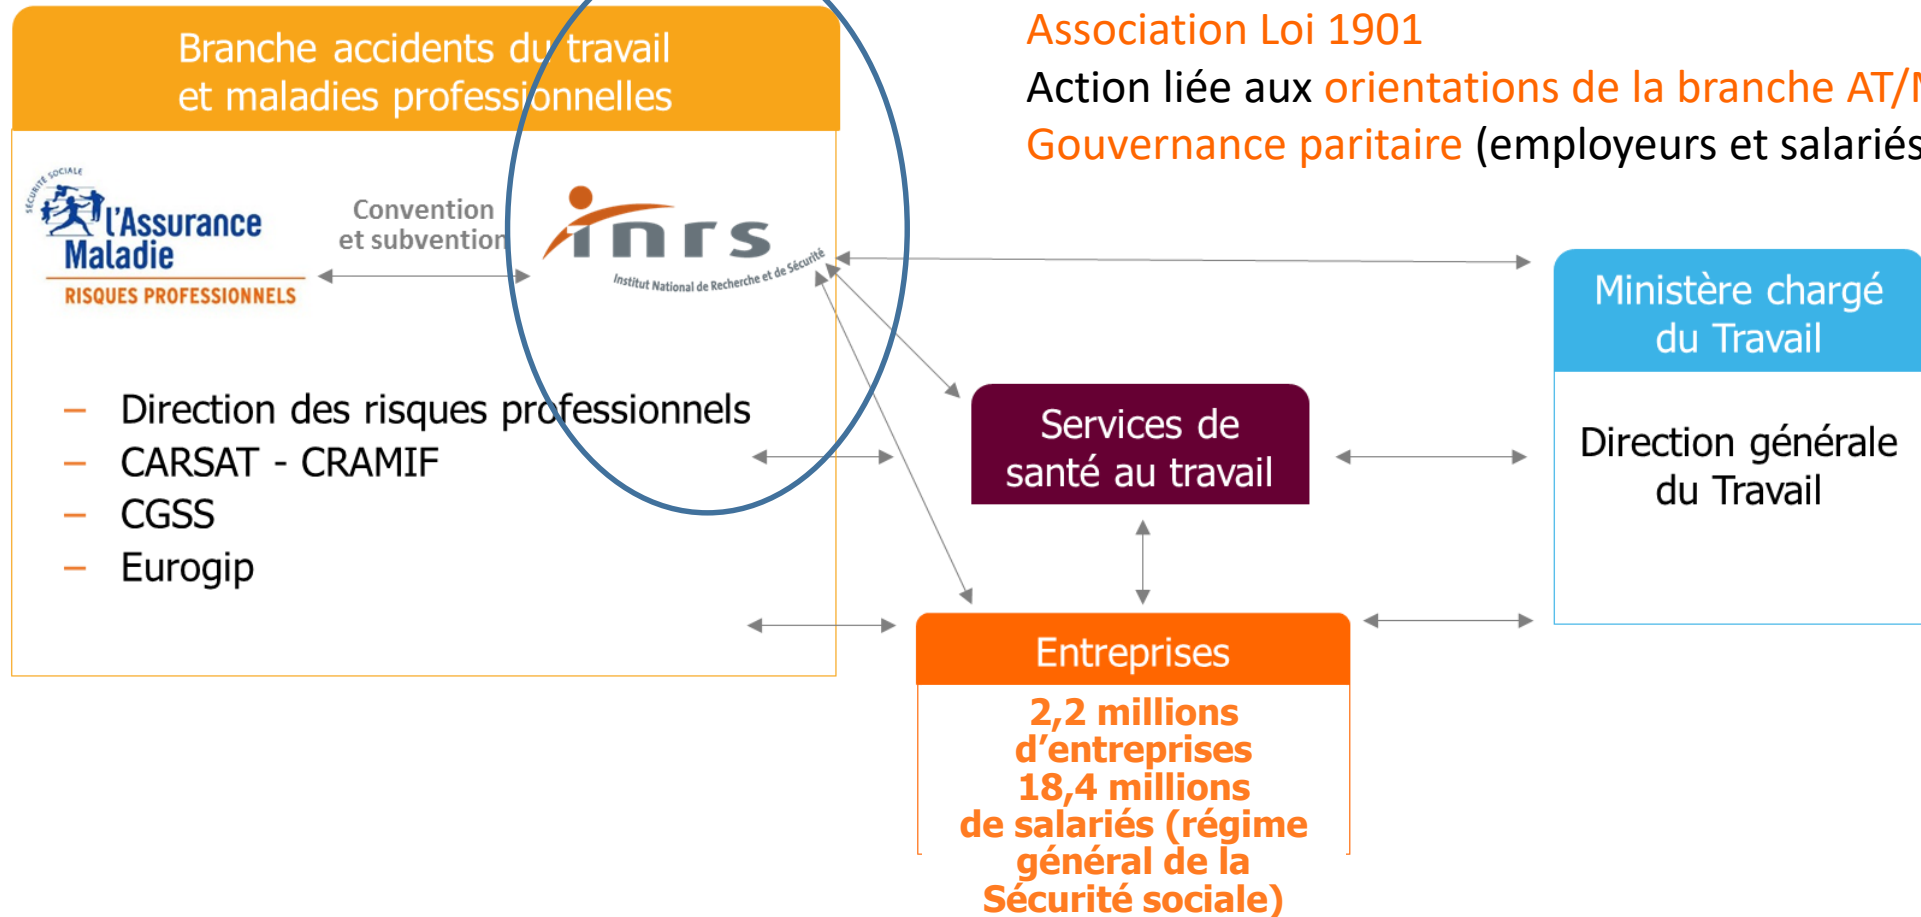 Branche accidents du travail
et maladies professionnelles
Association Loi 1901
Action liée aux orientations de la branche AT/M
Gouvernance paritaire (employeurs et salariés
SÉCURITÉ SOCIALE
l'Assurance
Maladie
RISQUES PROFESSIONNELS
Convention
et subvention
inrs
Institut National de Recherche et de Sécurité
– Direction des risques professionnels
– CARSAT - CRAMIF
– CGSS
– Eurogip
Services de
santé au travail
Ministère chargé
du Travail
Direction générale
du Travail
Entreprises
2,2 millions
d’entreprises
18,4 millions
de salariés (régime
général de la
Sécurité sociale)